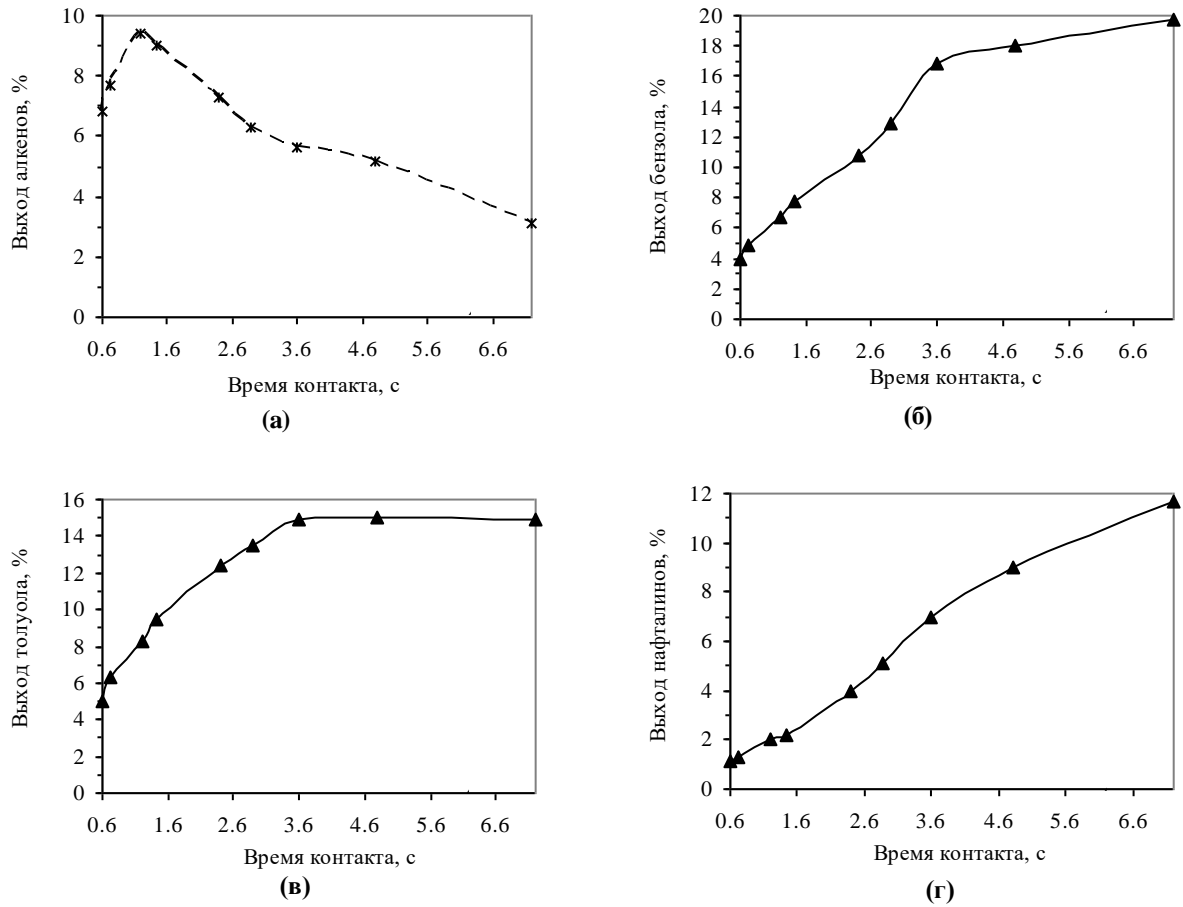 Выход алкенов, %
10
8
6
4
2
0
0.6 1.6 2.6 3.6 4.6 5.6 6.6
Время контакта, с
(а)
Выход бензола, %
20
18
16
14
12
10
8
6
4
2
0
0.6 1.6 2.6 3.6 4.6 5.6 6.6
Время контакта, с
(б)
Выход толуола, %
16
14
12
10
8
6
4
2
0
0.6 1.6 2.6 3.6 4.6 5.6 6.6
Время контакта, с
(в)
Выход нафталинов, %
12
10
8
6
4
2
0
0.6 1.6 2.6 3.6 4.6 5.6 6.6
Время контакта, с
(г)